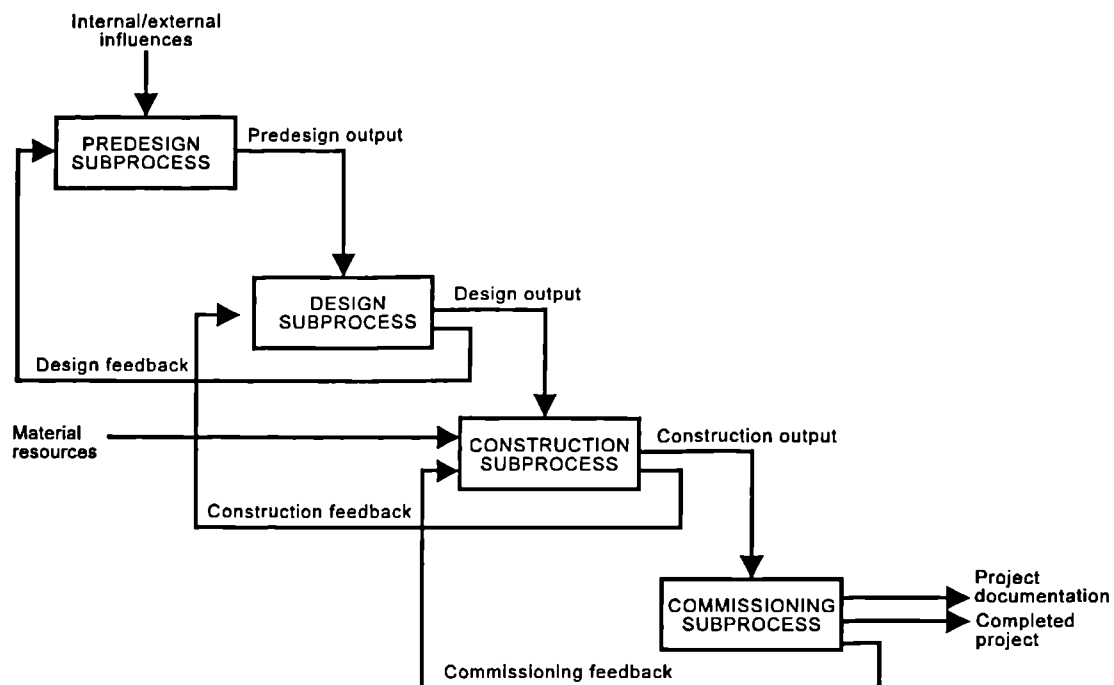 Internal/external
influences
PREDESIGN
SUBPROCESS
Predesign output
DESIGN
SUBPROCESS
Design output
Design feedback
Material
resources
CONSTRUCTION
SUBPROCESS
Construction output
Construction feedback
COMMISSIONING
SUBPROCESS
Project
documentation
Completed
project
Commissioning feedback